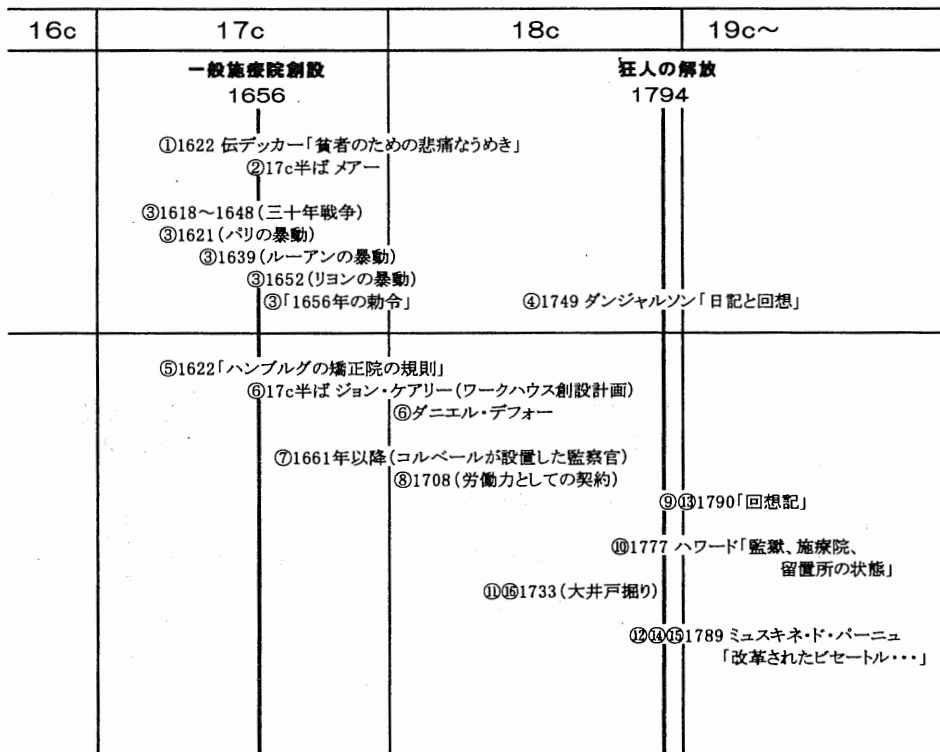 16c 17c 18c 19c～
一般施療院創設 狂人の解放
1656 1794
①1622 伝デッカー「貧者のための悲痛なうめき」
②17c半ば メアー
③1618～1648(三十年戦争)
③1621(パリの暴動)
③1639(ルーアンの暴動)
③1652(リヨンの暴動)
③「1656年の勅令」 ④1749 ダンジャルソン「日記と回想」
⑤1622「ハンブルグの矯正院の規則」
⑥17c半ば ジョン・ケアリー(ワークハウス創設計画)
⑥ダニエル・デフォー
⑦1661年以降(コルベールが設置した監察官)
⑧1708(労働力としての契約)
⑨⑬1790「回想記」
⑩1777 ハワード「監獄、施療院、
留置所の状態」
⑪⑯1733(大井戸掘り)
⑫⑭⑮1789 ミュスキネ・ド・パーニュ
「改革されたビセートル・・・」